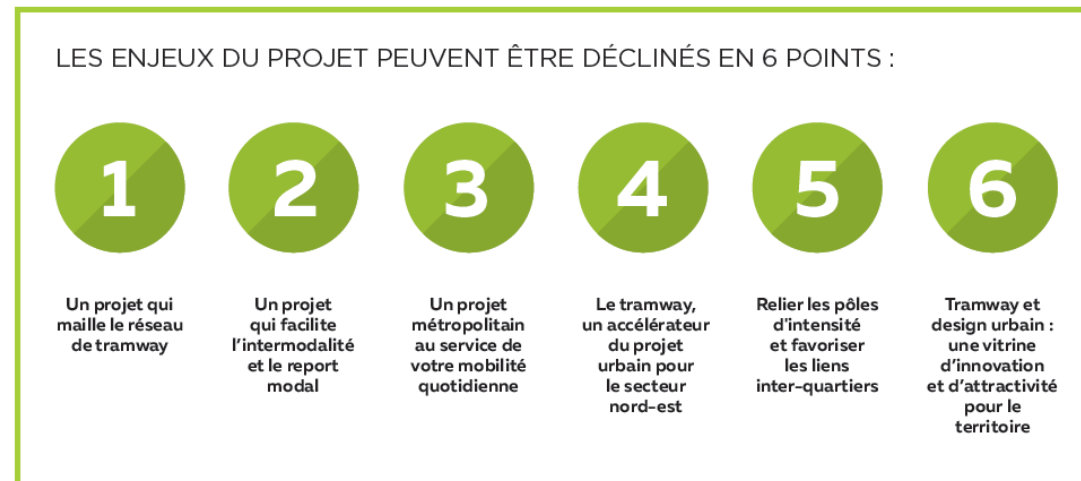 LES ENJEUX DU PROJET PEUVENT ÊTRE DÉCLINÉS EN 6 POINTS :
1
Un projet qui
maille le réseau
de tramway
2
Un projet
qui facilite
l'intermodalité
et le report
modal
3
Un projet
métropolitain
au service de
votre mobilité
quotidienne
4
Le tramway,
un accélérateur
du projet
urbain pour
le secteur
nord-est
5
Relier les pôles
d'intensité
et favoriser
les liens
inter-quartiers
6
Tramway et
design urbain :
une vitrine
d'innovation
et d'attractivité
pour le
territoire